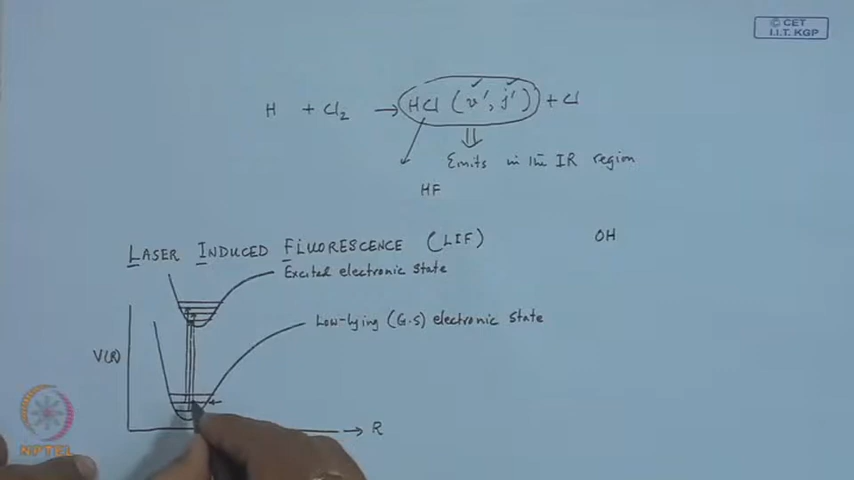 © CET
I.I.T. KGP
H + Cl₂ → HCl (v', j') + Cl
Emits in the IR region
HF
LASER INDUCED FLUORESCENCE (LIF)
OH
Excited electronic state
Low-lying (G.S) electronic state
V(R)
R
NPTEL